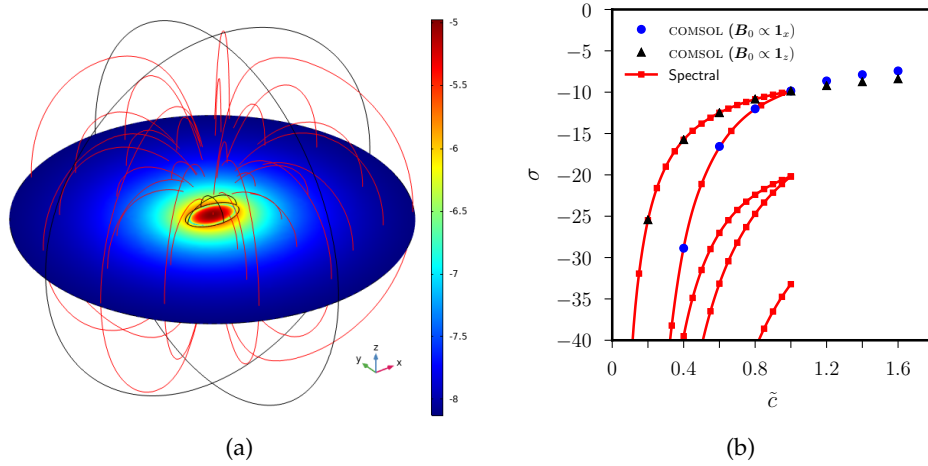 -5
-5.5
-6
-6.5
-7
-7.5
-8
z
y
x
(a)
0
−5
−10
−15
−20
−25
−30
−35
−40
σ
COMSOL (B₀ ∝ 1ₓ)
COMSOL (B₀ ∝ 1_z)
Spectral
0 0.4 0.8 1.2 1.6
c̃
(b)